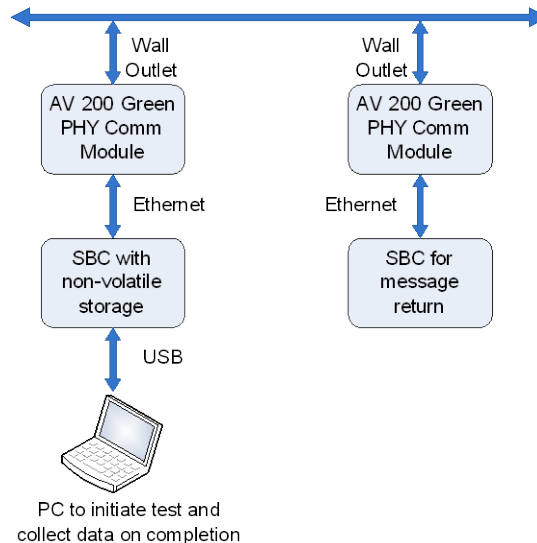 Wall
Outlet
Wall
Outlet
AV 200 Green
PHY Comm
Module
AV 200 Green
PHY Comm
Module
Ethernet
Ethernet
SBC with
non-volatile
storage
SBC for
message
return
USB
PC to initiate test and
collect data on completion